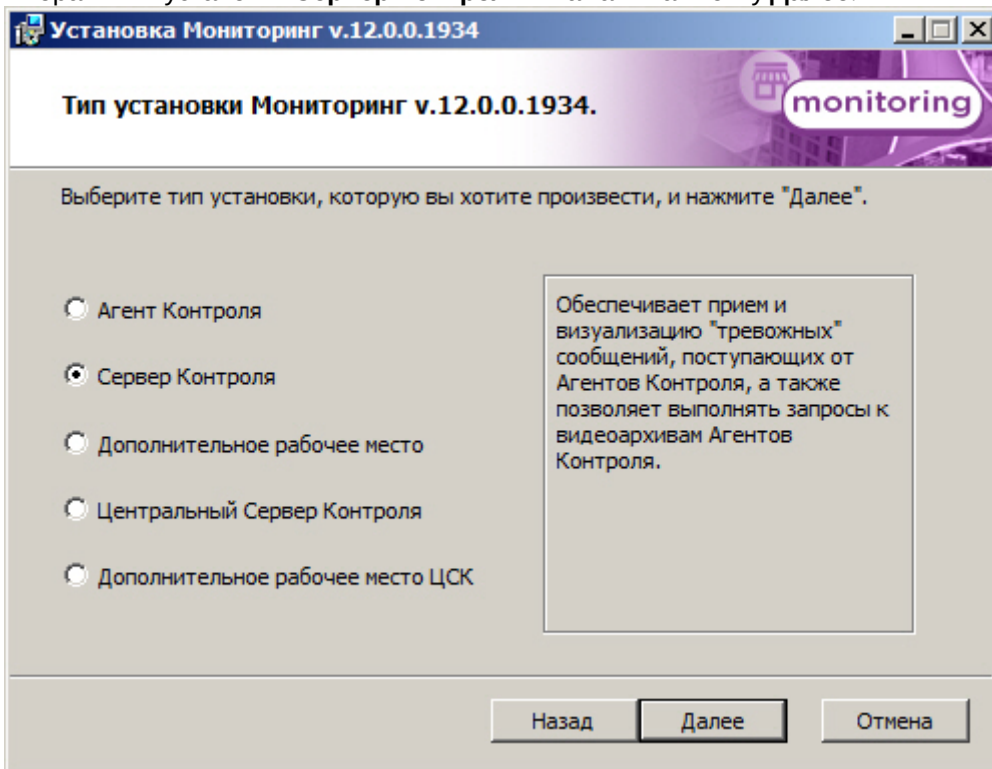 Установка Мониторинг v.12.0.0.1934
Тип установки Мониторинг v.12.0.0.1934.
monitoring
Выберите тип установки, которую вы хотите произвести, и нажмите "Далее".
Агент Контроля
Сервер Контроля
Дополнительное рабочее место
Центральный Сервер Контроля
Дополнительное рабочее место ЦСК
Обеспечивает прием и
визуализацию "тревожных"
сообщений, поступающих от
Агентов Контроля, а также
позволяет выполнять запросы к
видеоархивам Агентов
Контроля.
Назад
Далее
Отмена